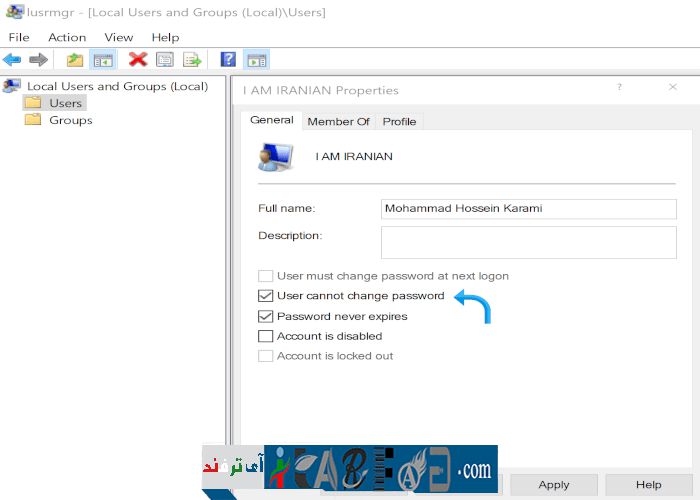 lusrmgr - [Local Users and Groups (Local)\Users]
File Action View Help
Local Users and Groups (Local)
Users
Groups
I AM IRANIAN Properties
General Member Of Profile
I AM IRANIAN
Full name: Mohammad Hossein Karami
Description:
User must change password at next logon
User cannot change password
Password never expires
Account is disabled
Account is locked out
آی ترفند
.com
Apply Help